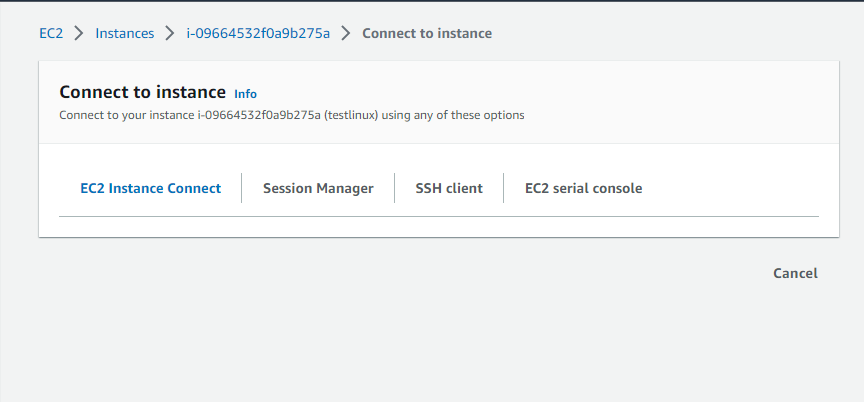 EC2 > Instances > i-09664532f0a9b275a > Connect to instance
Connect to instance Info
Connect to your instance i-09664532f0a9b275a (testlinux) using any of these options
EC2 Instance Connect Session Manager SSH client EC2 serial console
Cancel